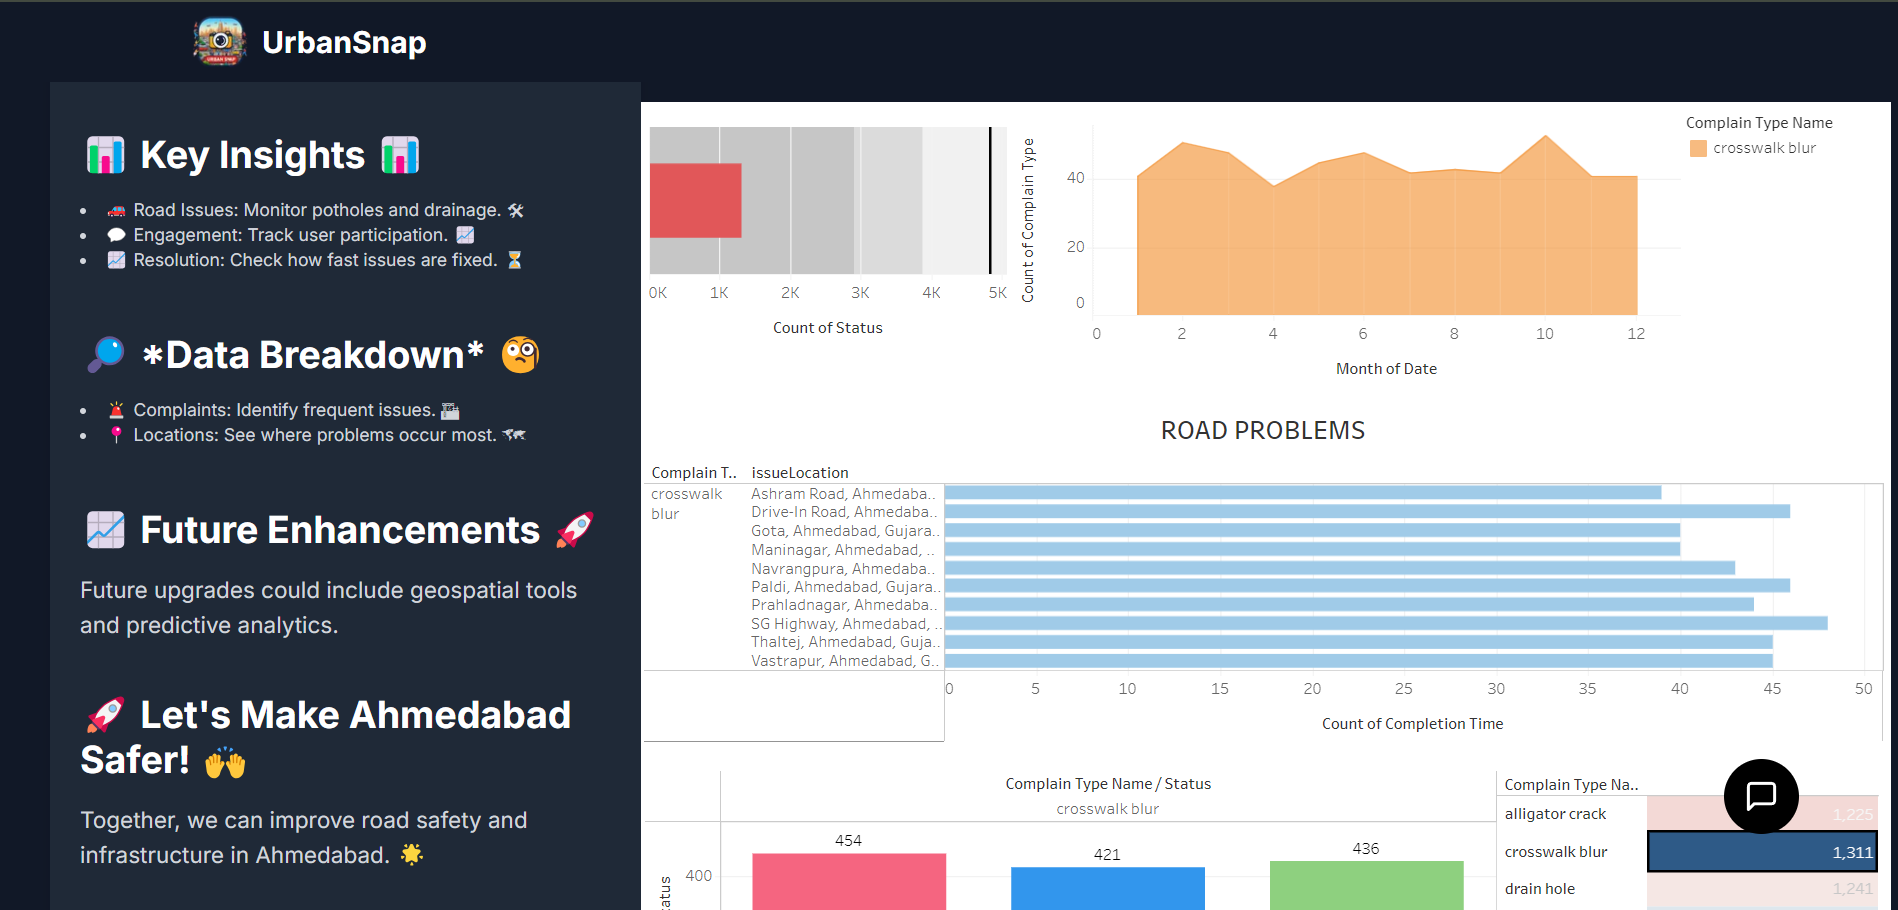 UrbanSnap
📊 Key Insights 📊
• 🚗 Road Issues: Monitor potholes and drainage. 🛠
• 💬 Engagement: Track user participation. 📈
• 📈 Resolution: Check how fast issues are fixed. ⏳
🔎 *Data Breakdown* 🧐
• 🚨 Complaints: Identify frequent issues. 🏭
• 📍 Locations: See where problems occur most. 🗺
📈 Future Enhancements 🚀
Future upgrades could include geospatial tools
and predictive analytics.
🚀 Let's Make Ahmedabad
Safer! 🙌
Together, we can improve road safety and
infrastructure in Ahmedabad. 🌟
0K 1K 2K 3K 4K 5K
Count of Status
Count of Complain Type
40
20
0
0 2 4 6 8 10 12
Month of Date
Complain Type Name
crosswalk blur
ROAD PROBLEMS
Complain T.. issueLocation
crosswalk
blur
Ashram Road, Ahmedaba..
Drive-In Road, Ahmedaba..
Gota, Ahmedabad, Gujara..
Maninagar, Ahmedabad, ..
Navrangpura, Ahmedaba..
Paldi, Ahmedabad, Gujara..
Prahladnagar, Ahmedaba..
SG Highway, Ahmedabad, ..
Thaltej, Ahmedabad, Guja..
Vastrapur, Ahmedabad, G..
0 5 10 15 20 25 30 35 40 45 50
Count of Completion Time
Complain Type Name / Status
crosswalk blur
454
421
436
400
Complain Type Na..
alligator crack 1,225
crosswalk blur 1,311
drain hole 1,241